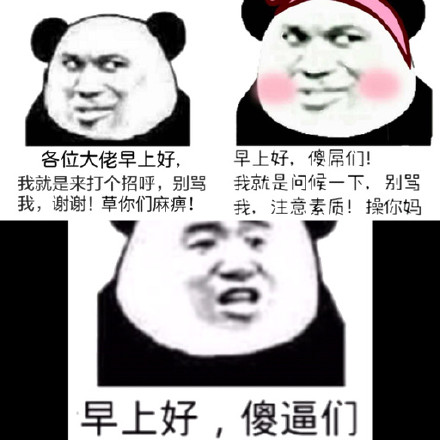 各位大佬早上好,
我就是来打个招呼，别骂
我，谢谢！草你们麻痹！
早上好，傻屌们！
我就是问候一下，别骂
我，注意素质！操你妈
早上好，傻逼们